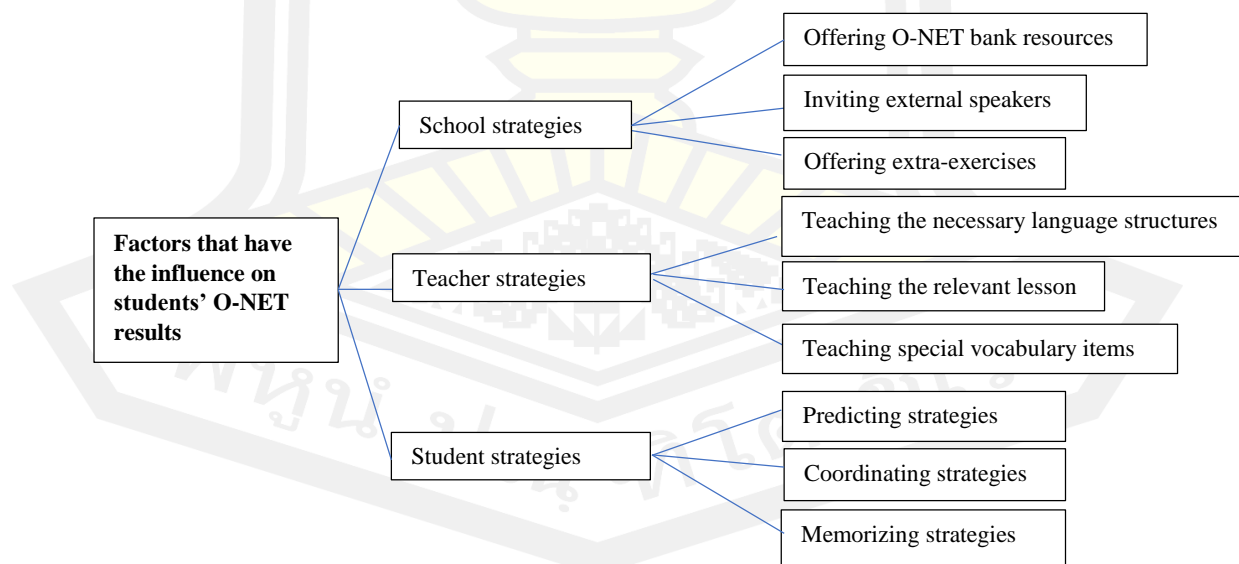 Factors that have
the influence on
students’ O-NET
results
School strategies
Offering O-NET bank resources
Inviting external speakers
Offering extra-exercises
Teacher strategies
Teaching the necessary language structures
Teaching the relevant lesson
Teaching special vocabulary items
Student strategies
Predicting strategies
Coordinating strategies
Memorizing strategies